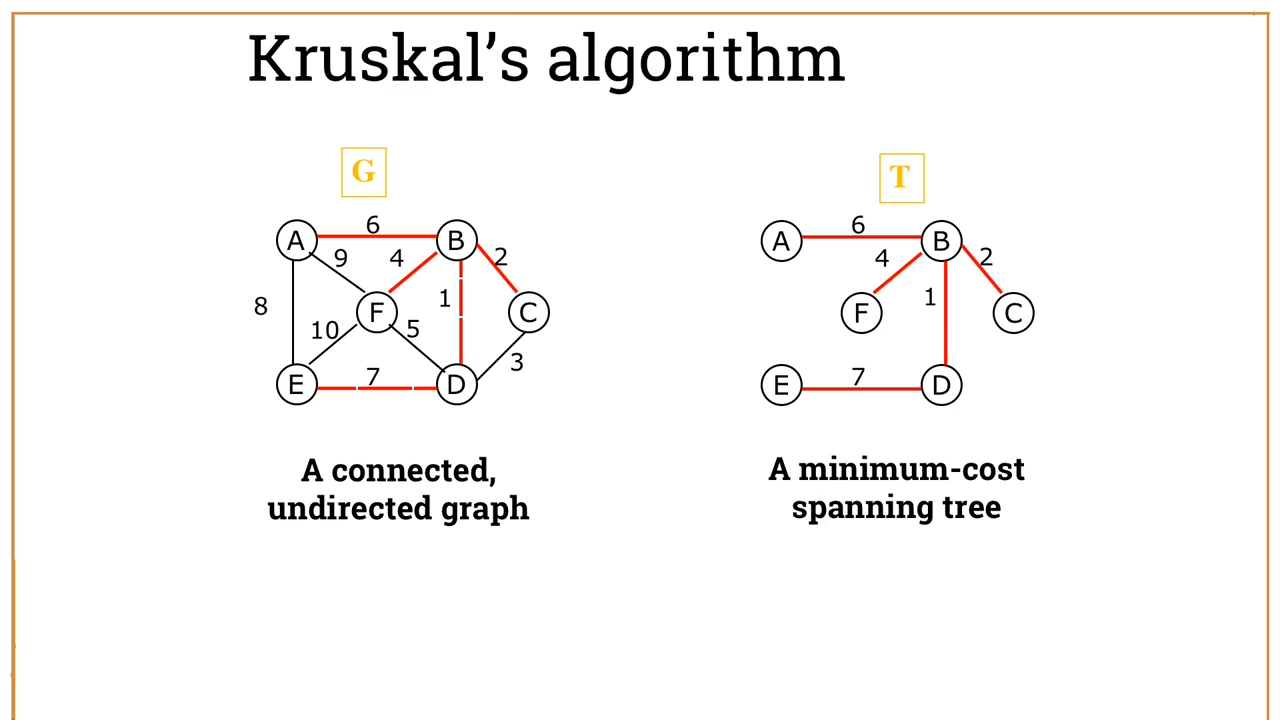 Kruskal's algorithm
G
T
6
A
B
9
4
2
8
1
F
C
10
5
3
7
E
D
6
A
B
4
2
1
F
C
7
E
D
A connected,
undirected graph
A minimum-cost
spanning tree